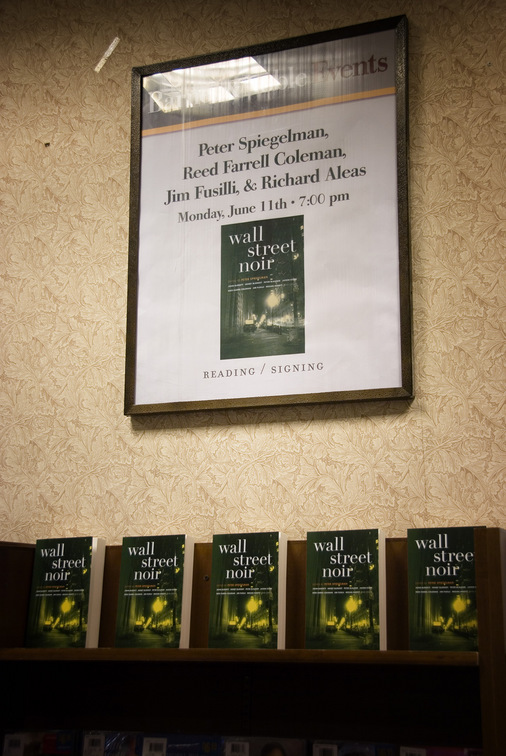 Events
Peter Spiegelman,
Reed Farrell Coleman,
Jim Fusilli, & Richard Aleas
Monday, June 11th • 7:00 pm
wall
street
noir
READING / SIGNING
wall
street
noir
wall
street
noir
wall
street
noir
wall
street
noir
wall
stree
noir